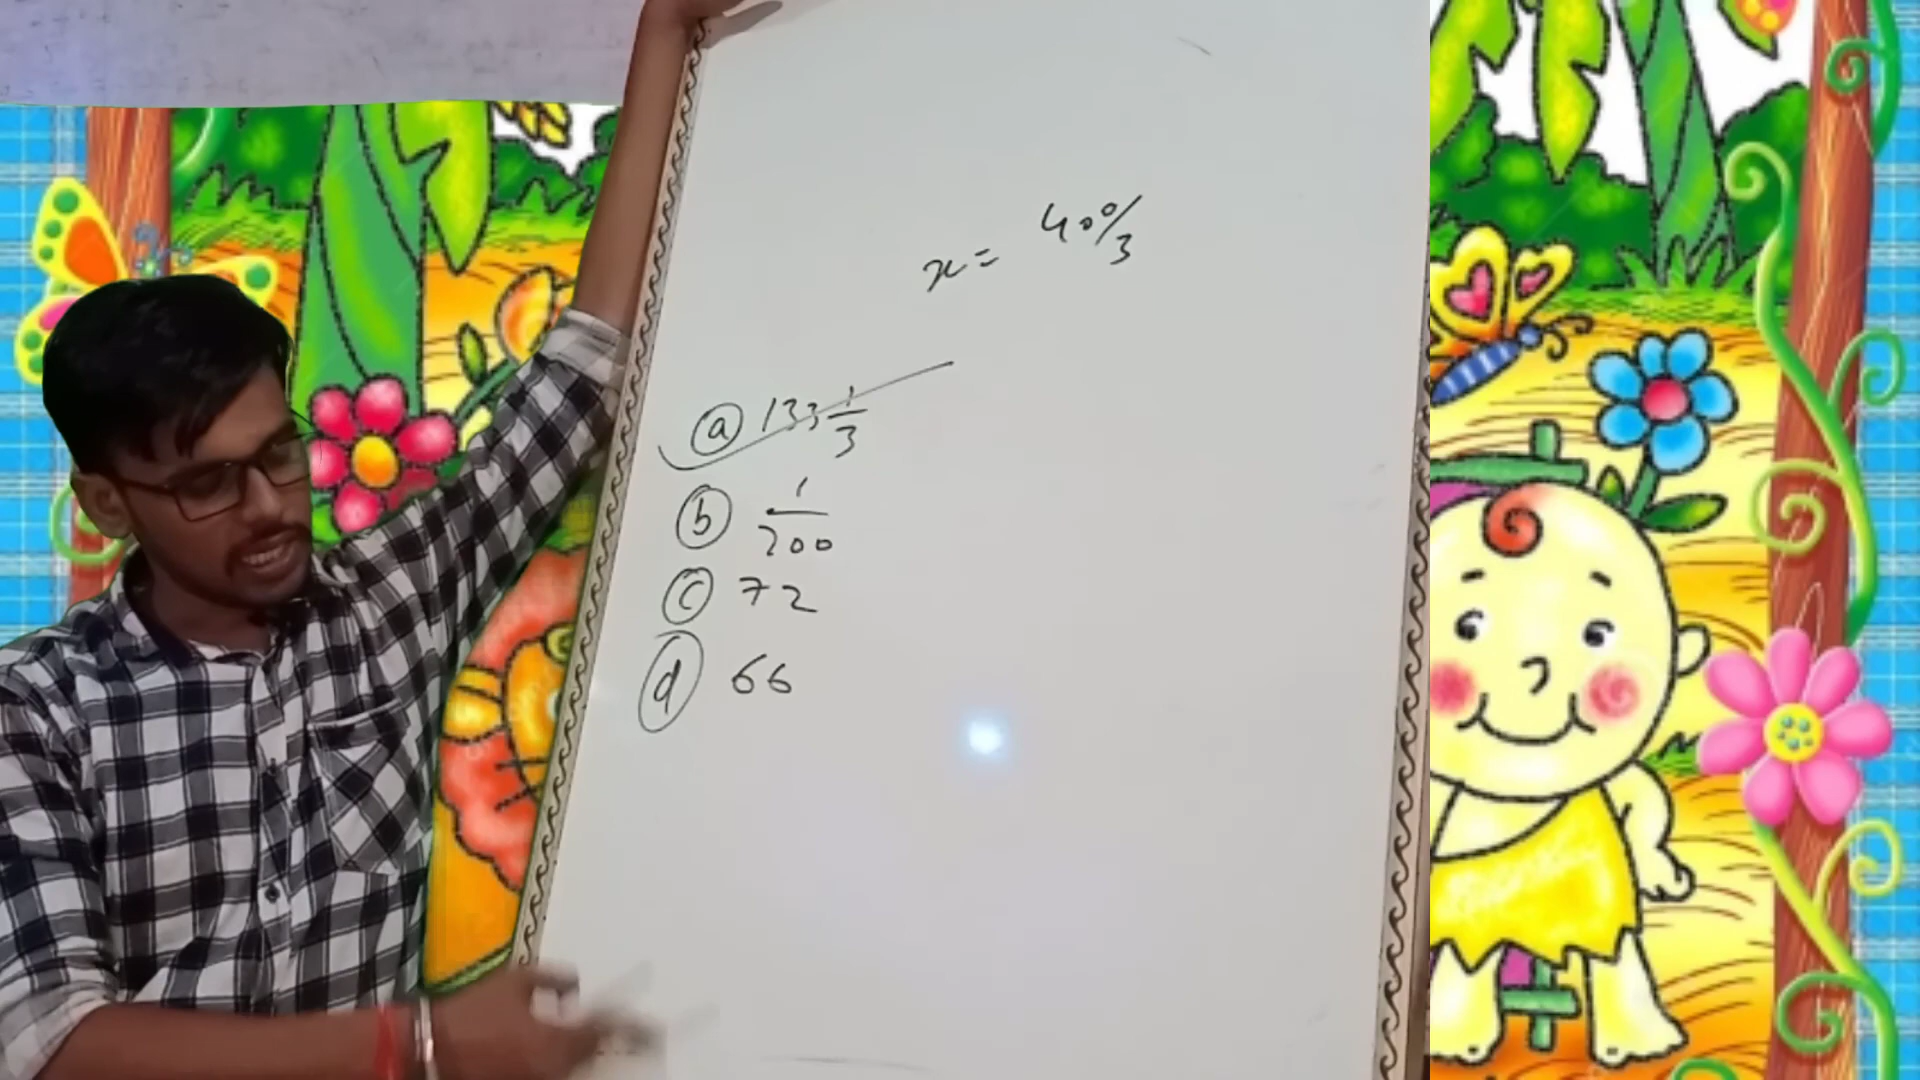 x = 400/3
ⓐ 133 1/3
ⓑ 1/200
ⓒ 72
ⓓ 66